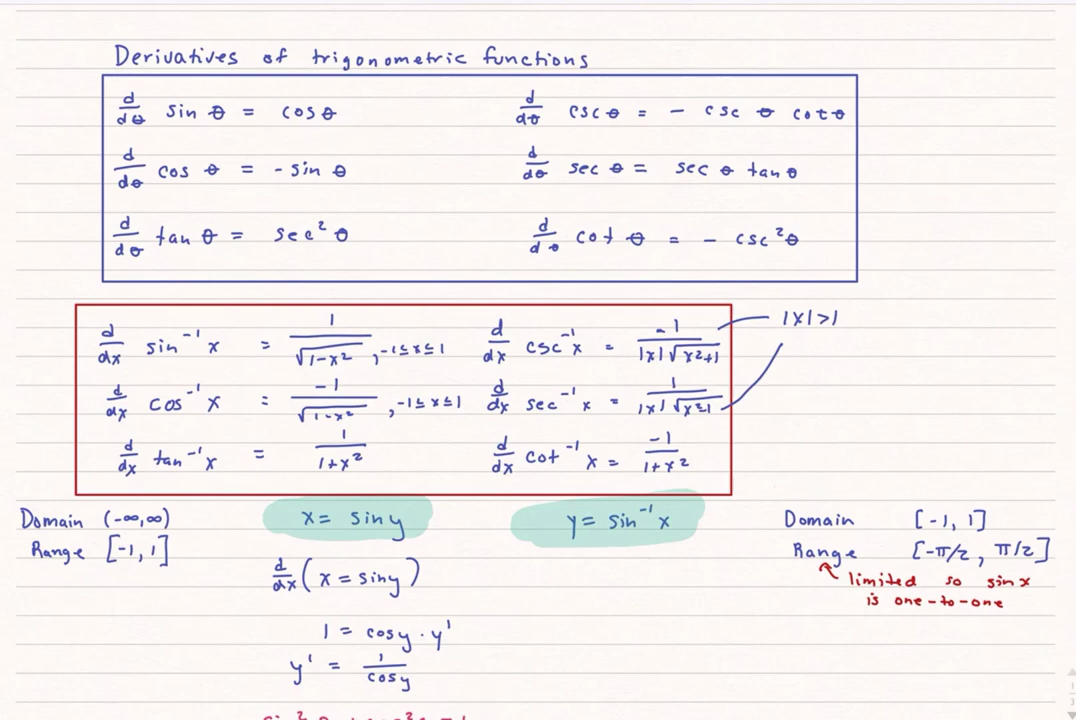 Derivatives of trigonometric functions
d/dθ sin θ = cos θ    d/dθ csc θ = - csc θ cot θ
d/dθ cos θ = - sin θ    d/dθ sec θ = sec θ tan θ
d/dθ tan θ = sec² θ    d/dθ cot θ = - csc² θ
d/dx sin⁻¹ x = 1/√(1-x²) , -1≤x≤1    d/dx csc⁻¹ x = -1/(|x|√(x²+1))    |x|>1
d/dx cos⁻¹ x = -1/√(1-x²) , -1≤x≤1    d/dx sec⁻¹ x = 1/(|x|√(x²-1))
d/dx tan⁻¹ x = 1/(1+x²)    d/dx cot⁻¹ x = -1/(1+x²)
Domain (-∞,∞)    x = sin y    y = sin⁻¹ x    Domain [-1, 1]
Range [-1, 1]    Range [-π/2, π/2]
d/dx (x = sin y)    limited so sin x
is one-to-one
1 = cos y · y'
y' = 1/cos y